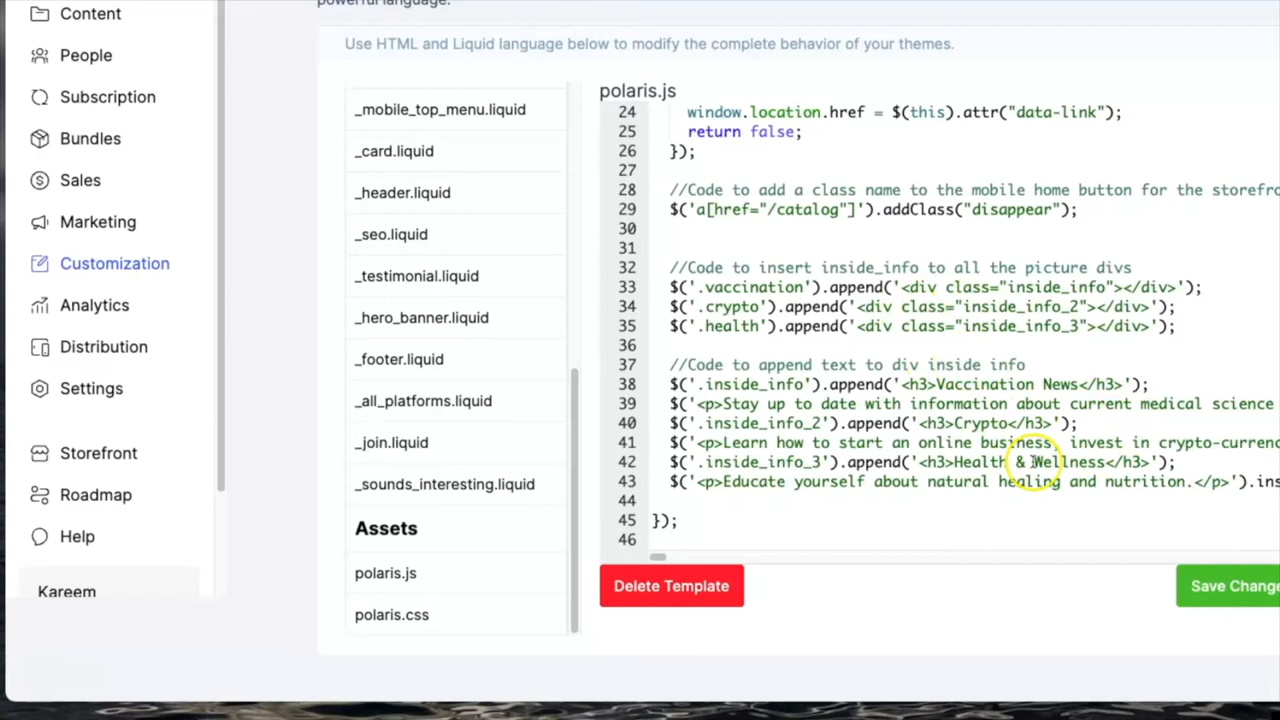 powerful language.
Use HTML and Liquid language below to modify the complete behavior of your themes.
Content
People
Subscription
Bundles
Sales
Marketing
Customization
Analytics
Distribution
Settings
Storefront
Roadmap
Help
Kareem
_mobile_top_menu.liquid
_card.liquid
_header.liquid
_seo.liquid
_testimonial.liquid
_hero_banner.liquid
_footer.liquid
_all_platforms.liquid
_join.liquid
_sounds_interesting.liquid
Assets
polaris.js
polaris.css
polaris.js
24 window.location.href = $(this).attr("data-link");
25 return false;
26 });
27
28 //Code to add a class name to the mobile home button for the storefro
29 $('a[href="/catalog"]').addClass("disappear");
30
31
32 //Code to insert inside_info to all the picture divs
33 $('.vaccination').append('<div class="inside_info"></div>');
34 $('.crypto').append('<div class="inside_info_2"></div>');
35 $('.health').append('<div class="inside_info_3"></div>');
36
37 //Code to append text to div inside info
38 $('.inside_info').append('<h3>Vaccination News</h3>');
39 $('<p>Stay up to date with information about current medical science
40 $('.inside_info_2').append('<h3>Crypto</h3>');
41 $('<p>Learn how to start an online business, invest in crypto-currenc
42 $('.inside_info_3').append('<h3>Health & Wellness</h3>');
43 $('<p>Educate yourself about natural healing and nutrition.</p>').ins
44
45 });
46
Delete Template
Save Change